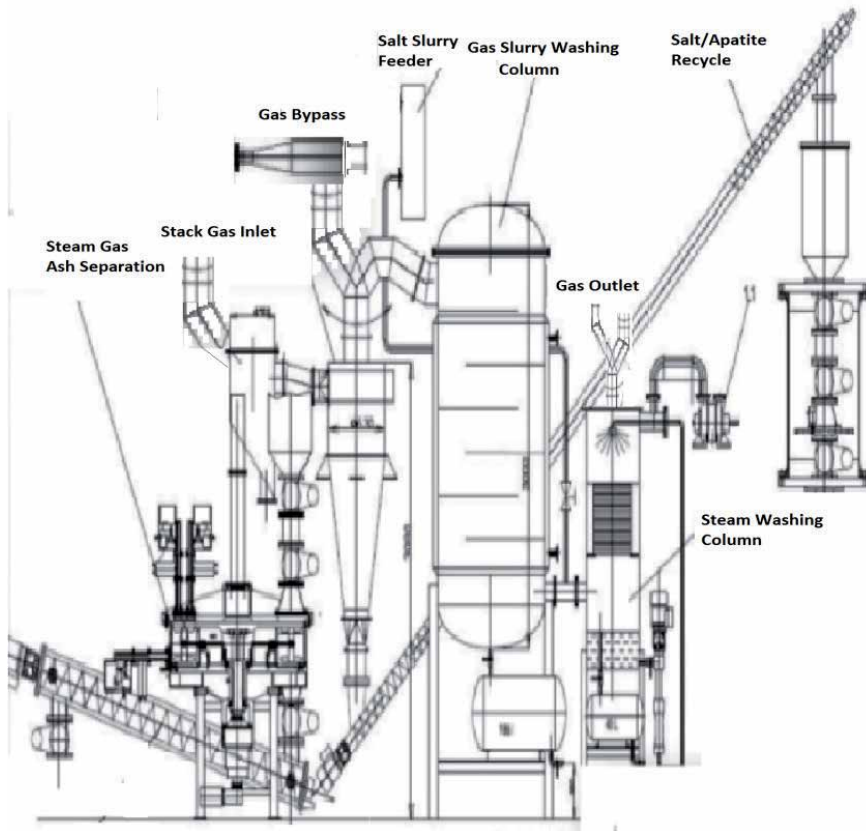 Salt Slurry
Feeder
Gas Slurry Washing
Column
Salt/Apatite
Recycle
Gas Bypass
Stack Gas Inlet
Steam Gas
Ash Separation
Gas Outlet
Steam Washing
Column